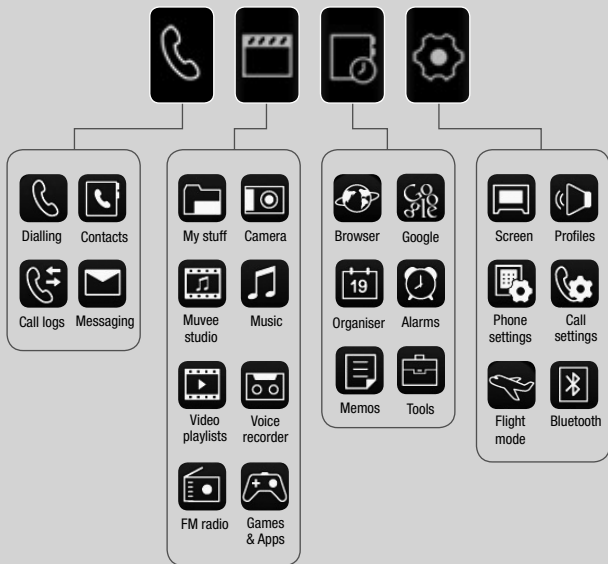 Dialling
Contacts
Call logs
Messaging
My stuff
Camera
Muvee
studio
Music
Video
playlists
Voice
recorder
FM radio
Games
& Apps
Browser
Google
Google
19
Organiser
Alarms
Memos
Tools
Screen
Profiles
Phone
settings
Call
settings
Flight
mode
Bluetooth